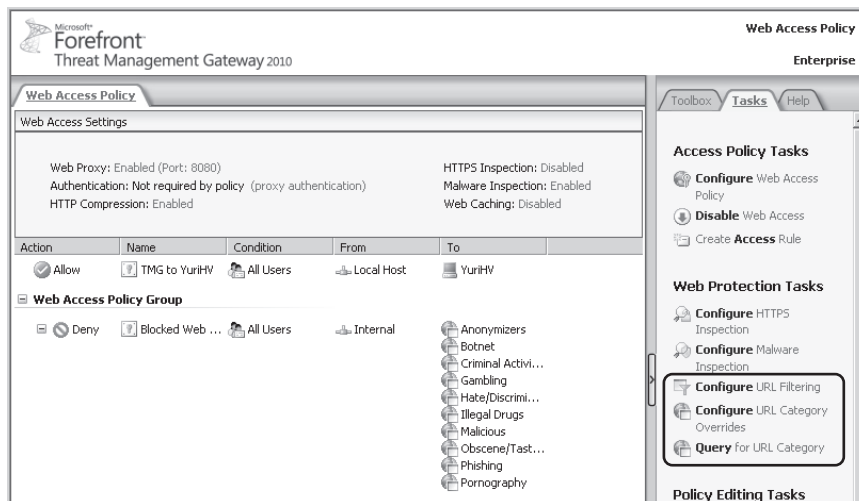 Microsoft®
Forefront™
Threat Management Gateway 2010
Web Access Policy
Enterprise
Web Access Policy
Web Access Settings
Web Proxy: Enabled (Port: 8080)
Authentication: Not required by policy (proxy authentication)
HTTP Compression: Enabled
HTTPS Inspection: Disabled
Malware Inspection: Enabled
Web Caching: Disabled
Action Name Condition From To
Allow TMG to YuriHV All Users Local Host YuriHV
Web Access Policy Group
Deny Blocked Web ... All Users Internal Anonymizers
Botnet
Criminal Activi...
Gambling
Hate/Discrimi...
Illegal Drugs
Malicious
Obscene/Tast...
Phishing
Pornography
Toolbox Tasks Help
Access Policy Tasks
Configure Web Access
Policy
Disable Web Access
Create Access Rule
Web Protection Tasks
Configure HTTPS
Inspection
Configure Malware
Inspection
Configure URL Filtering
Configure URL Category
Overrides
Query for URL Category
Policy Editing Tasks